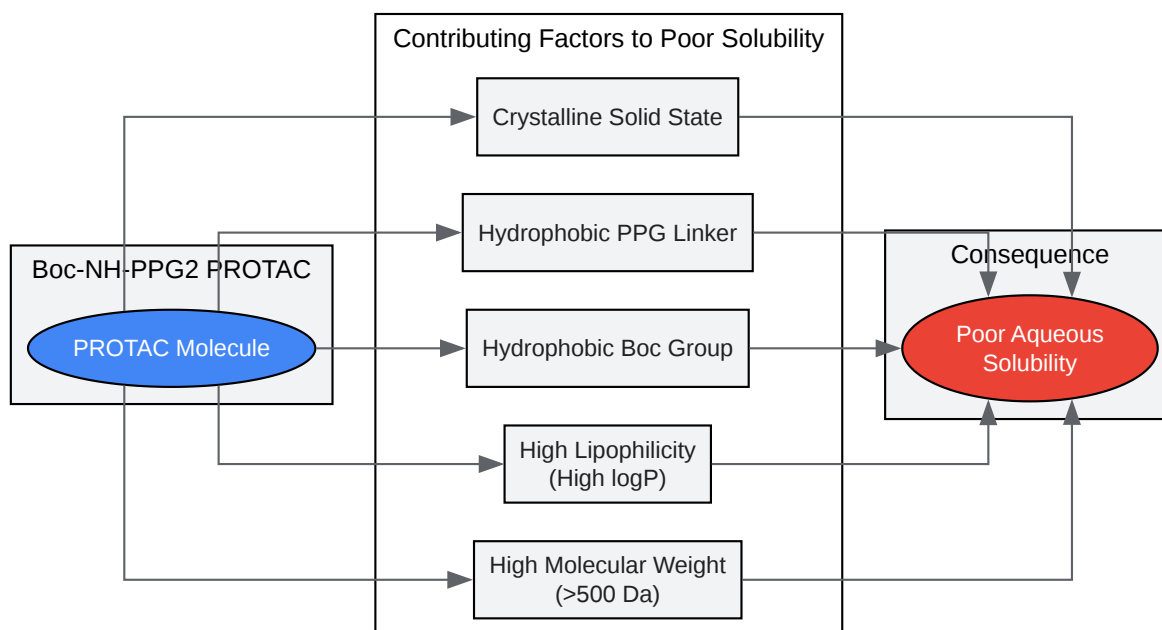 Contributing Factors to Poor Solubility
Crystalline Solid State
Hydrophobic PPG Linker
Boc-NH-PPG2 PROTAC
PROTAC Molecule
Hydrophobic Boc Group
High Lipophilicity
(High logP)
High Molecular Weight
(>500 Da)
Consequence
Poor Aqueous
Solubility